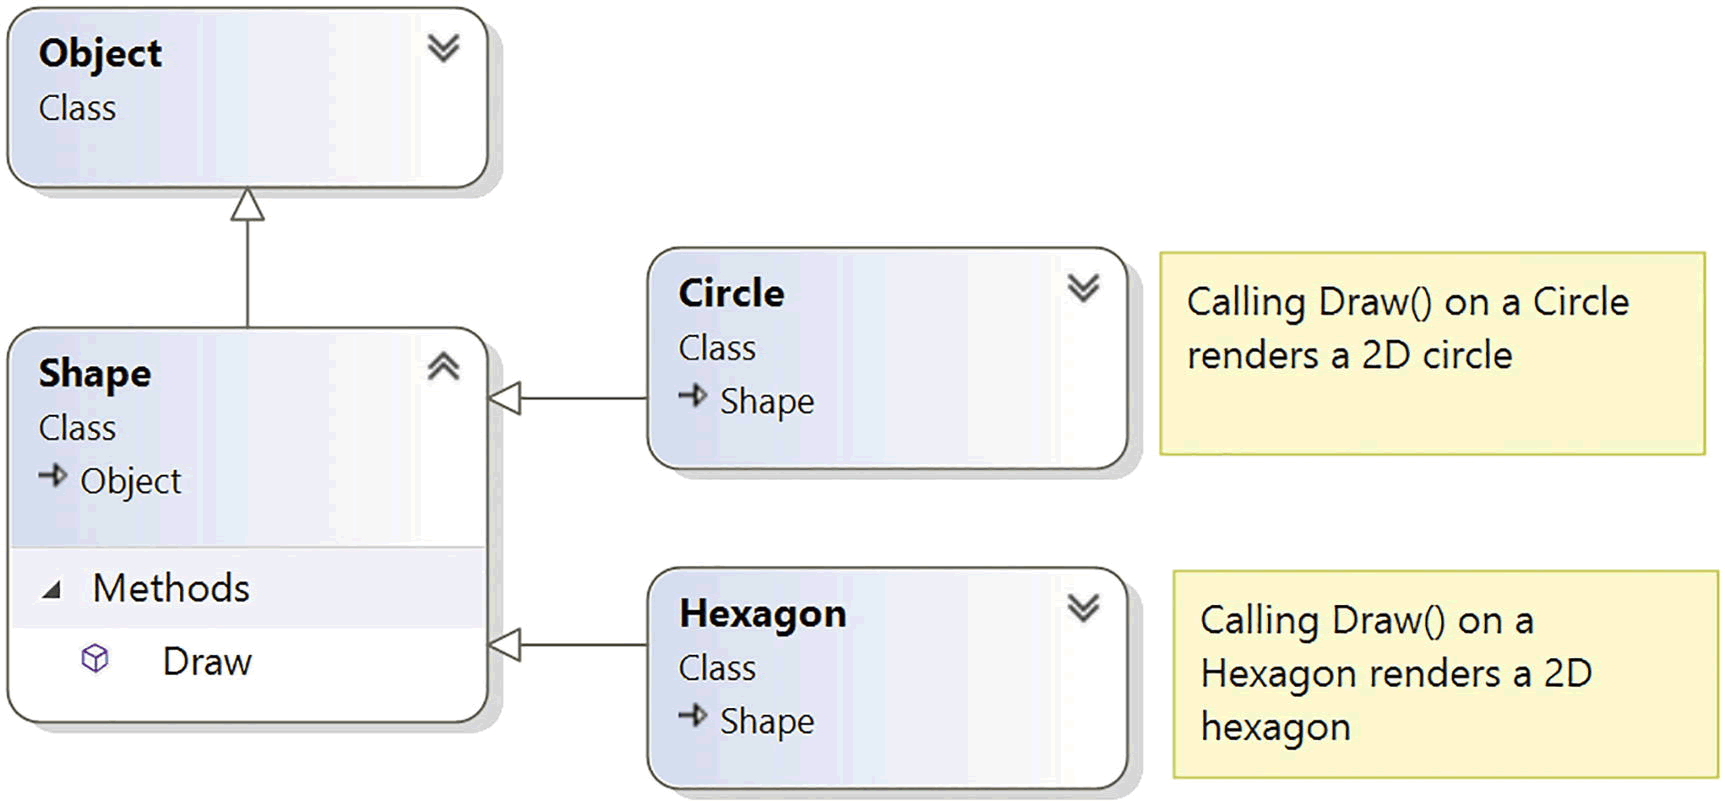 Object
Class
Shape
Class
Object
Methods
Draw
Circle
Class
Shape
Calling Draw() on a Circle
renders a 2D circle
Hexagon
Class
Shape
Calling Draw() on a
Hexagon renders a 2D
hexagon